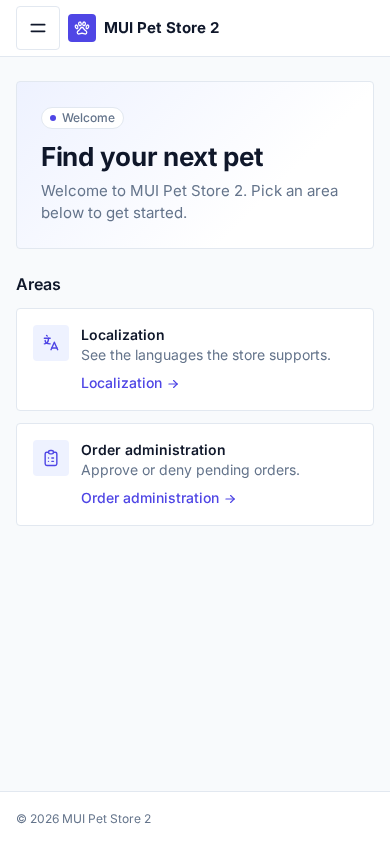 MUI Pet Store 2
Welcome
Find your next pet
Welcome to MUI Pet Store 2. Pick an area
below to get started.
Areas
Localization
See the languages the store supports.
Localization →
Order administration
Approve or deny pending orders.
Order administration →
© 2026 MUI Pet Store 2